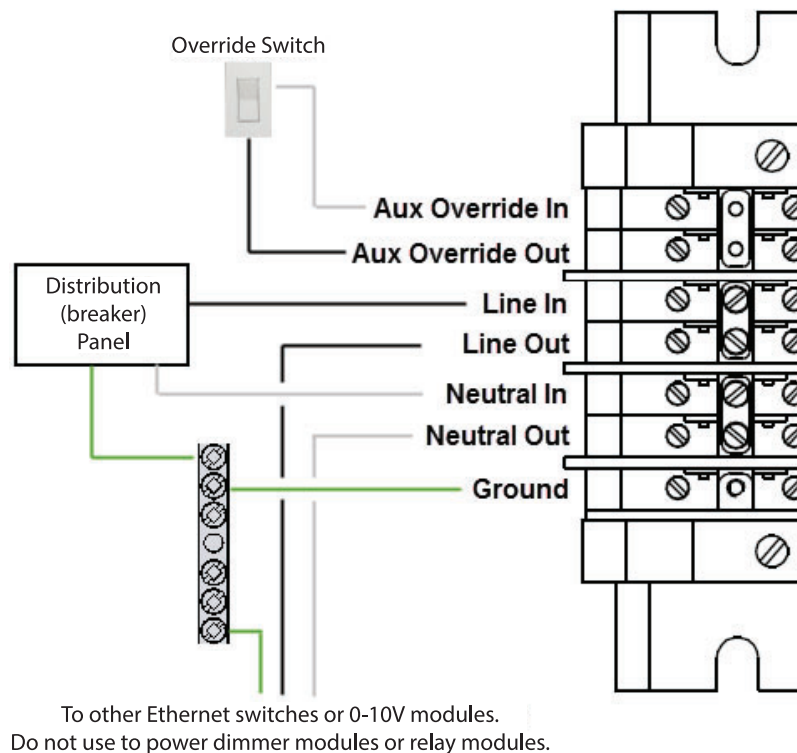 Override Switch
Aux Override In
Aux Override Out
Distribution
(breaker)
Panel
Line In
Line Out
Neutral In
Neutral Out
Ground
To other Ethernet switches or 0-10V modules.
Do not use to power dimmer modules or relay modules.